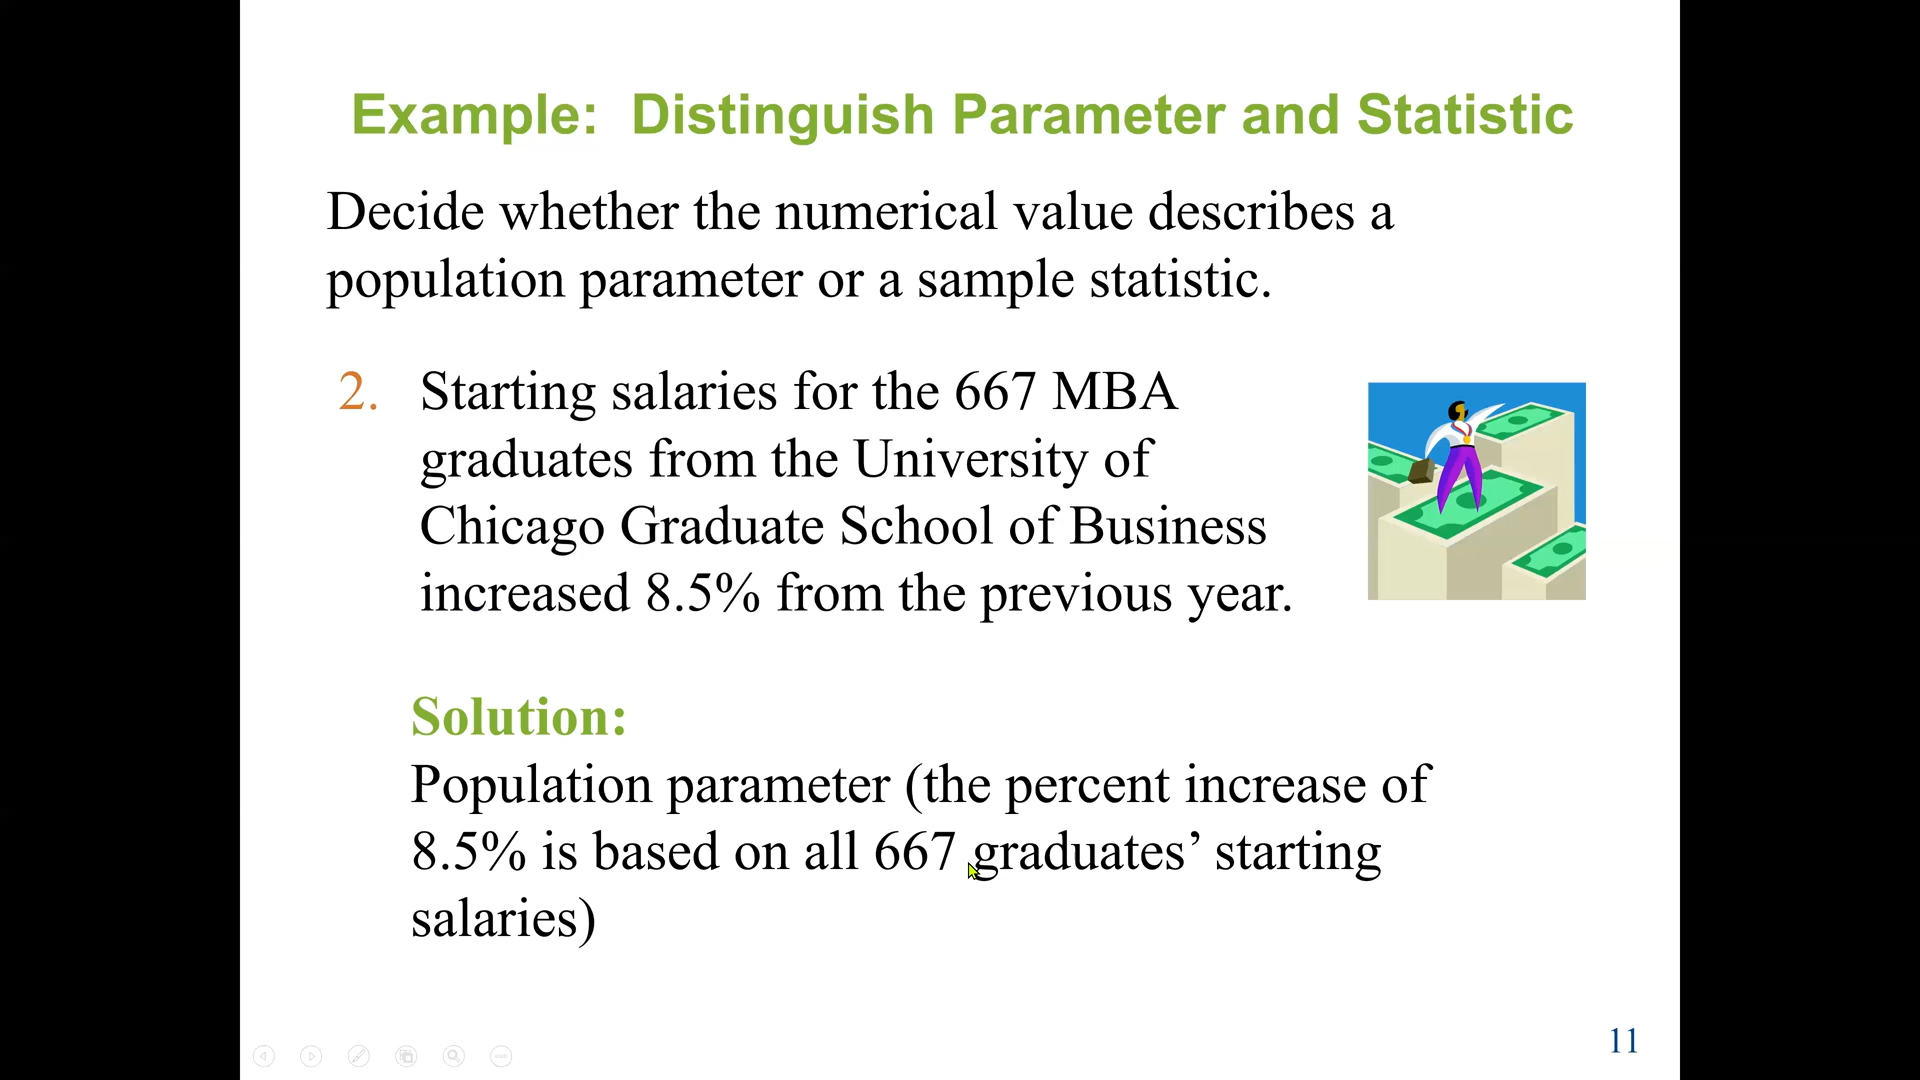 Example: Distinguish Parameter and Statistic
Decide whether the numerical value describes a
population parameter or a sample statistic.
2. Starting salaries for the 667 MBA
graduates from the University of
Chicago Graduate School of Business
increased 8.5% from the previous year.
Solution:
Population parameter (the percent increase of
8.5% is based on all 667 graduates’ starting
salaries)
11